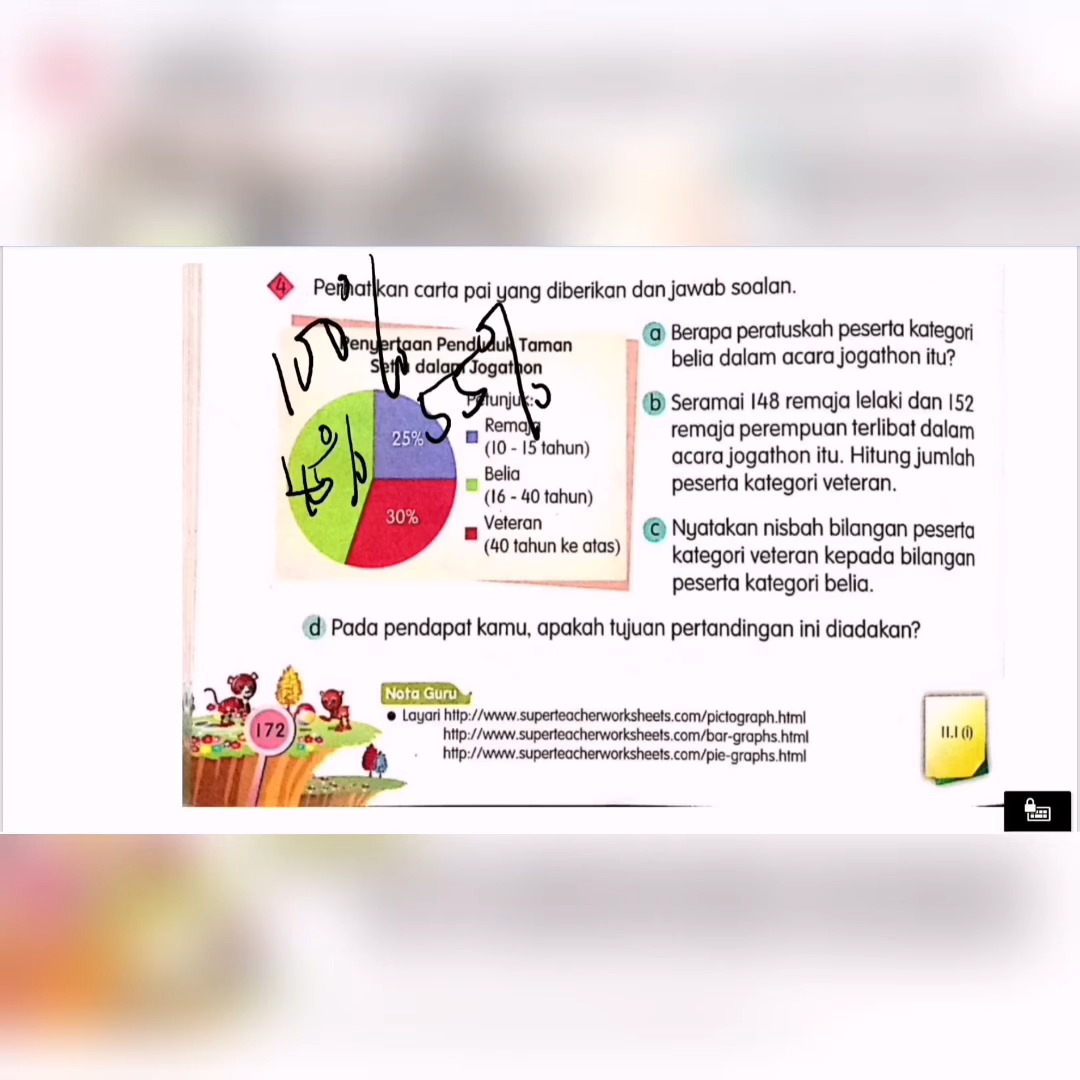 4 Perhatikan carta pai yang diberikan dan jawab soalan.
Penyertaan Penduduk Taman
Setia dalam Jogathon
100%
55%
45%
25%
30%
Petunjuk:
Remaja
(10 - 15 tahun)
Belia
(16 - 40 tahun)
Veteran
(40 tahun ke atas)
a Berapa peratuskah peserta kategori
belia dalam acara jogathon itu?
b Seramai 148 remaja lelaki dan 152
remaja perempuan terlibat dalam
acara jogathon itu. Hitung jumlah
peserta kategori veteran.
c Nyatakan nisbah bilangan peserta
kategori veteran kepada bilangan
peserta kategori belia.
d Pada pendapat kamu, apakah tujuan pertandingan ini diadakan?
Nota Guru
● Layari http://www.superteacherworksheets.com/pictograph.html
http://www.superteacherworksheets.com/bar-graphs.html
http://www.superteacherworksheets.com/pie-graphs.html
172
11.1 (i)